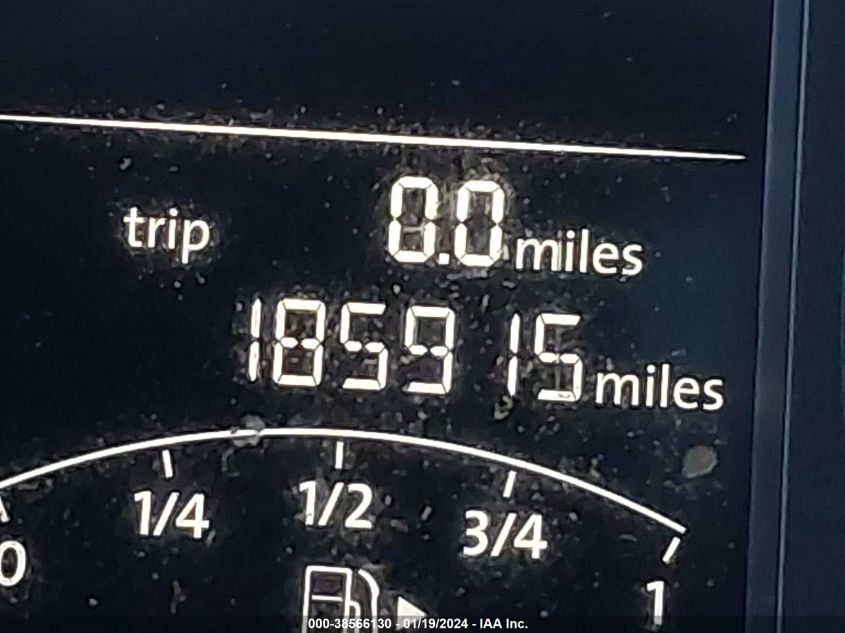 trip 0.0 miles
185915 miles
0 1/4 1/2 3/4 1
000-38566130 - 01/19/2024 - IAA Inc.